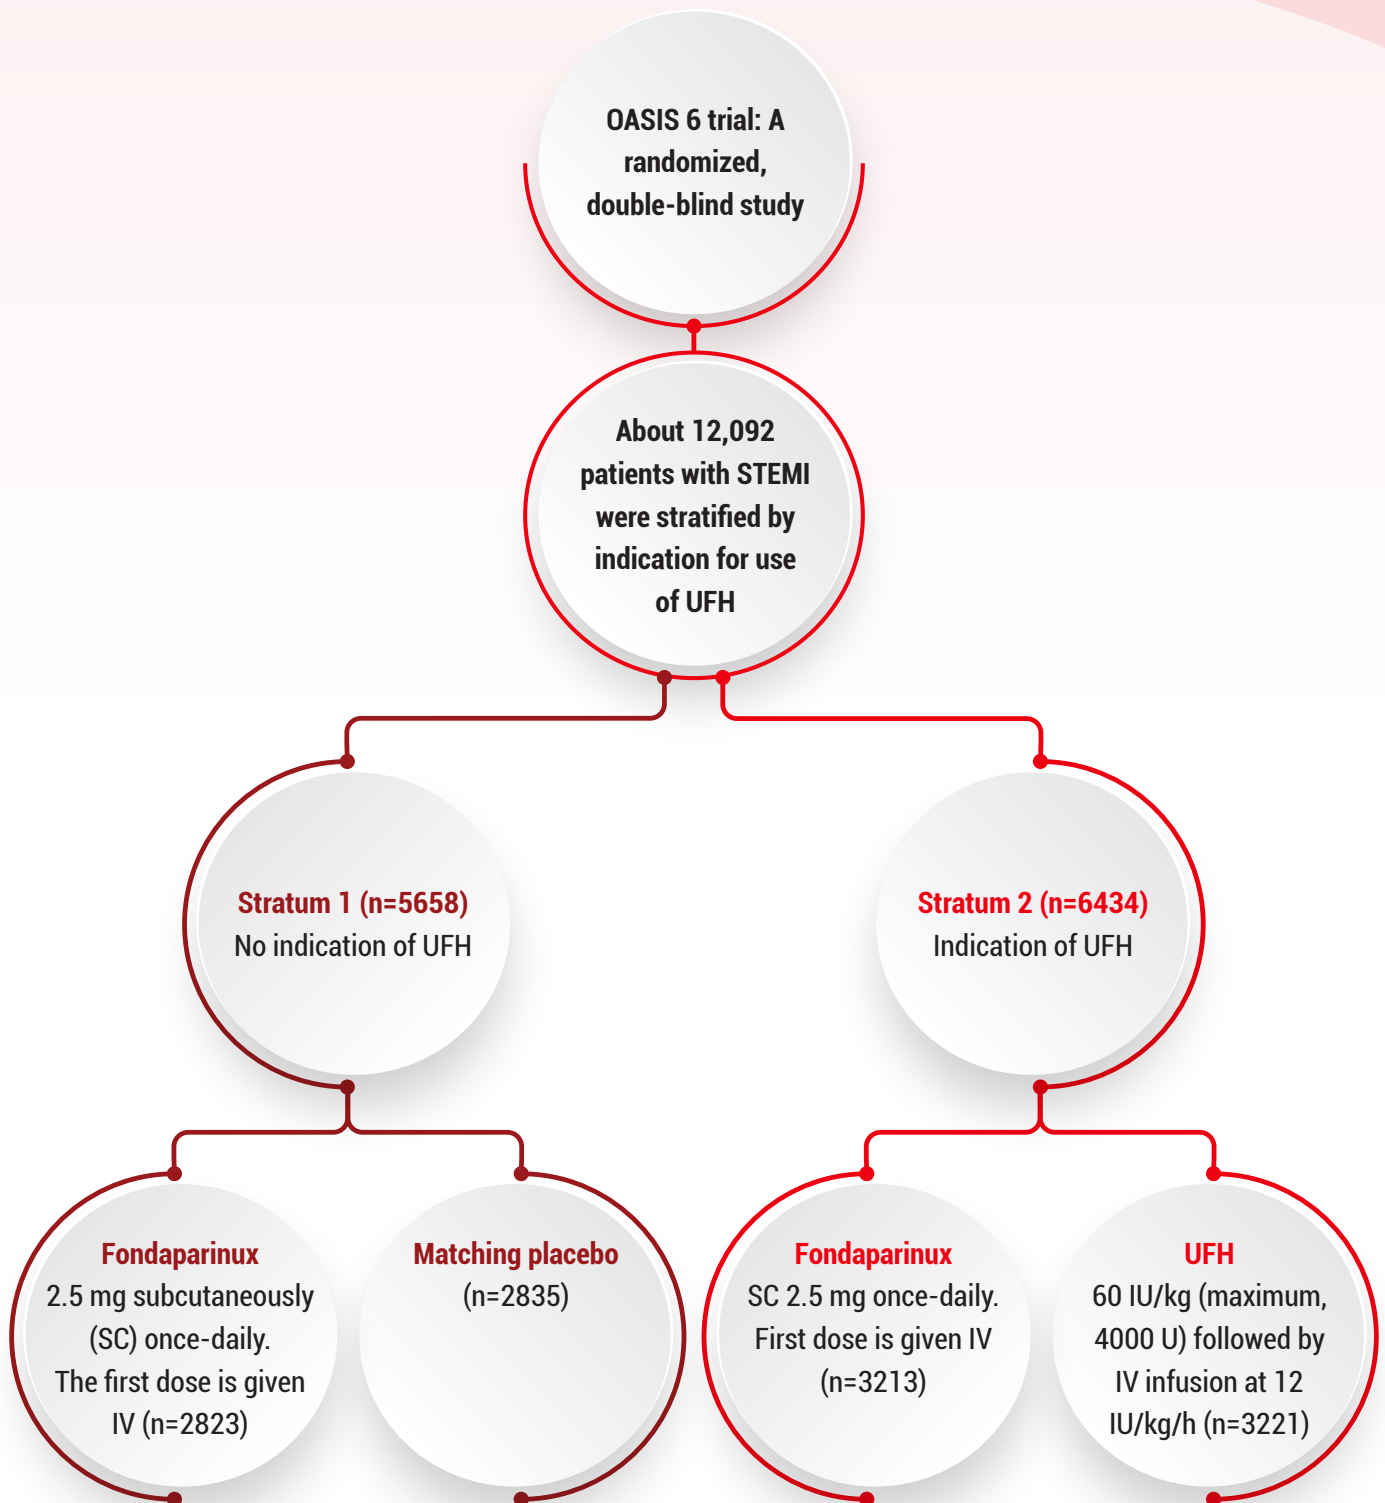 OASIS 6 trial: A
randomized,
double-blind study
About 12,092
patients with STEMI
were stratified by
indication for use
of UFH
Stratum 1 (n=5658)
No indication of UFH
Stratum 2 (n=6434)
Indication of UFH
Fondaparinux
2.5 mg subcutaneously
(SC) once-daily.
The first dose is given
IV (n=2823)
Matching placebo
(n=2835)
Fondaparinux
SC 2.5 mg once-daily.
First dose is given IV
(n=3213)
UFH
60 IU/kg (maximum,
4000 U) followed by
IV infusion at 12
IU/kg/h (n=3221)